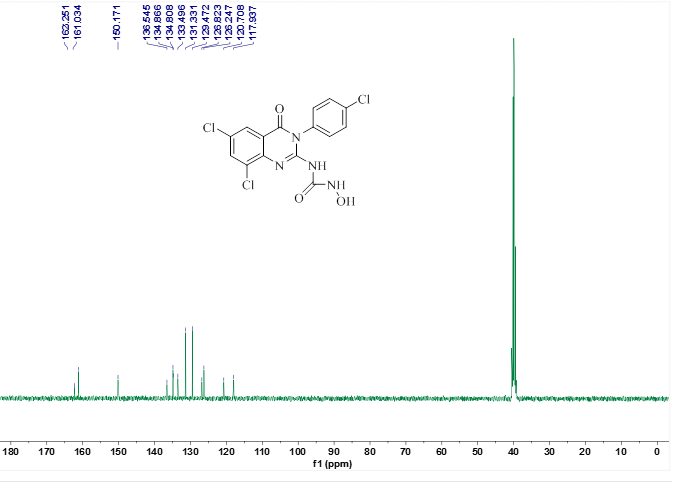 162.251
161.034
150.171
136.545
134.866
134.808
133.496
131.331
129.472
126.823
126.247
120.708
117.937
O
Cl
Cl
N
N
NH
Cl
O
NH
OH
180 170 160 150 140 130 120 110 100 90 80 70 60 50 40 30 20 10 0
f1 (ppm)